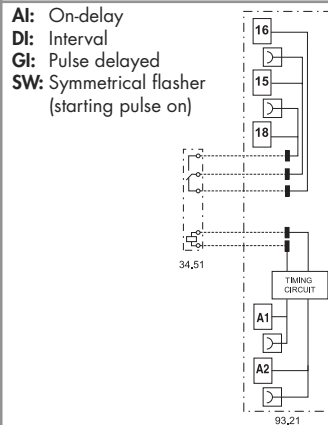 AI: On-delay
DI: Interval
GI: Pulse delayed
SW: Symmetrical flasher
(starting pulse on)
16
15
18
34.51
TIMING
CIRCUIT
A1
A2
93.21